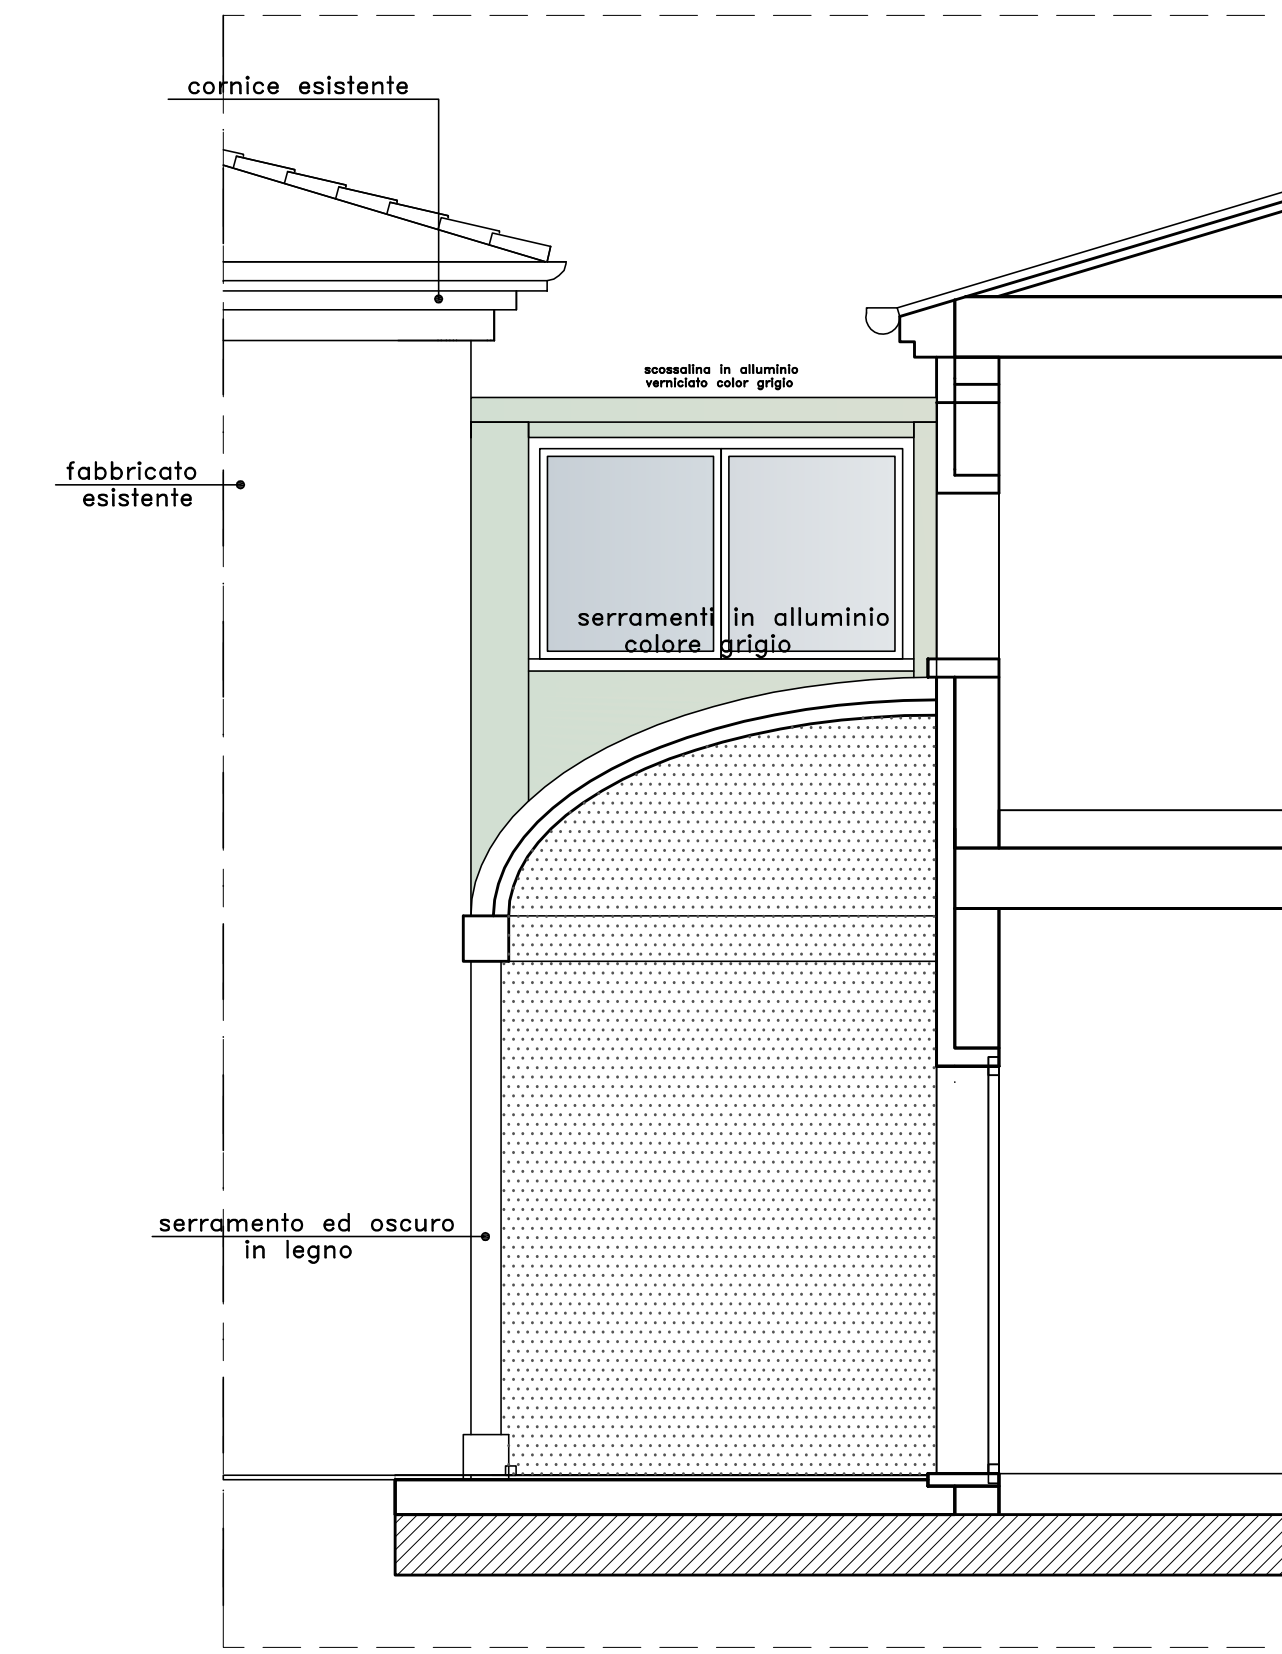 cornice esistente
scossalina in alluminio
verniciato color grigio
fabbricato
esistente
serramenti in alluminio
colore grigio
serramento ed oscuro
in legno